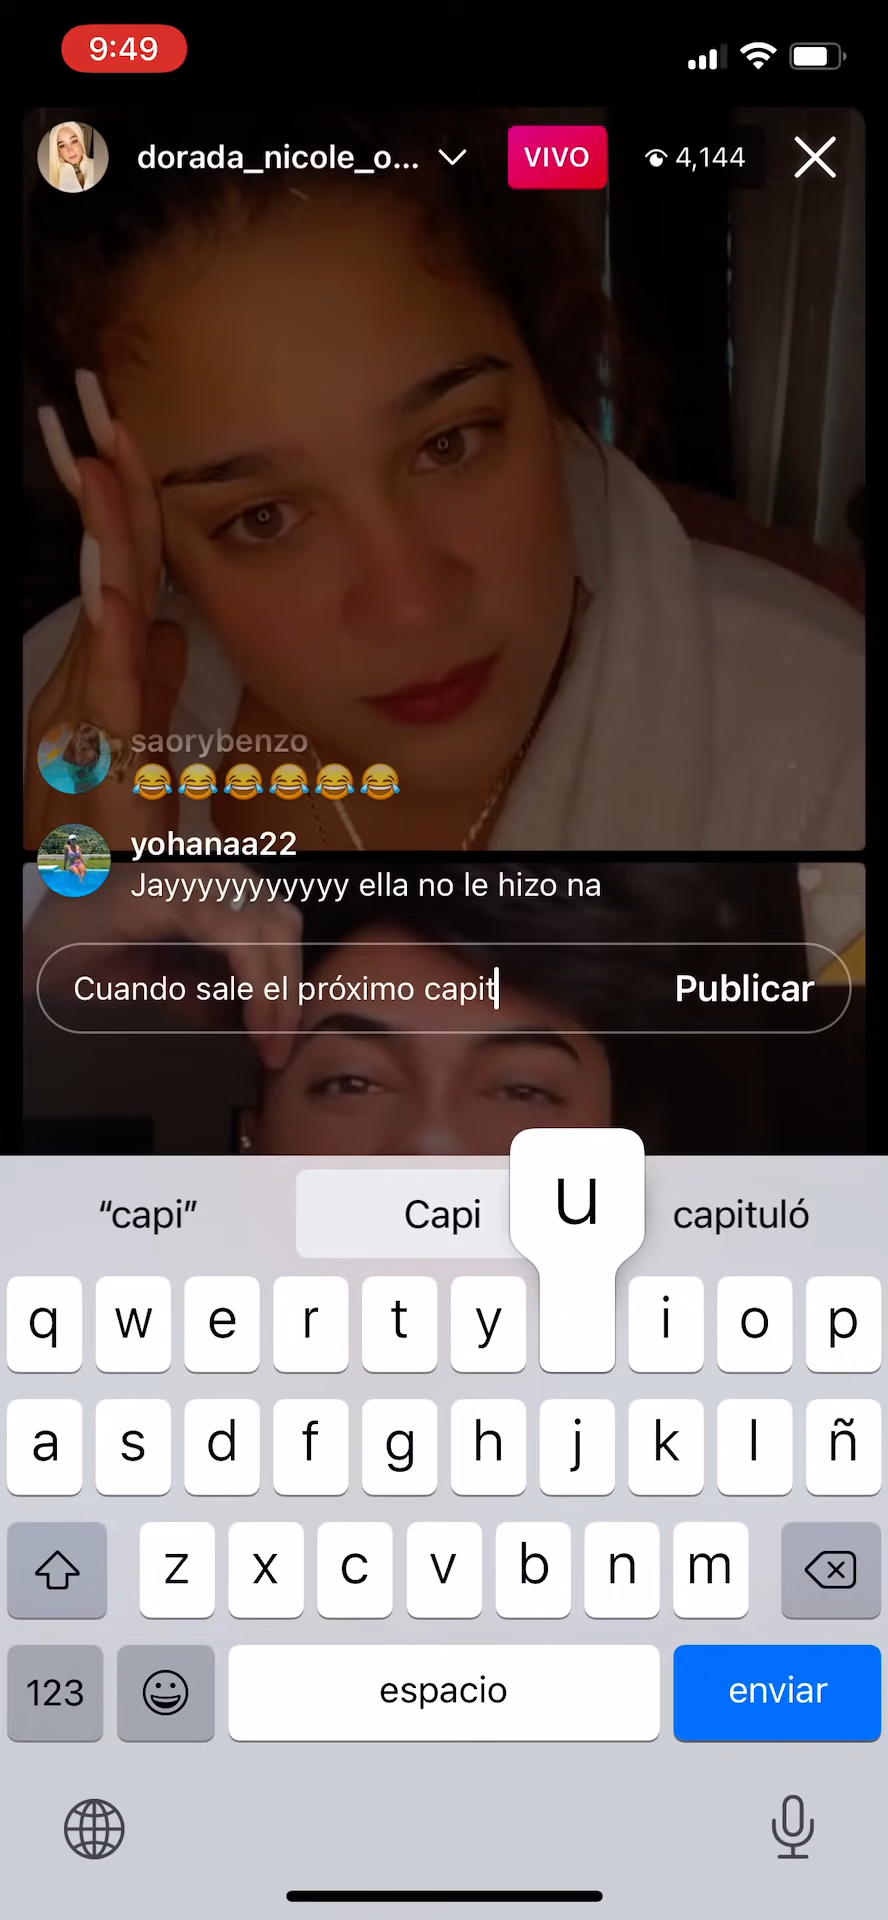 9:49
dorada_nicole_o...
VIVO
4,144
saorybenzo
😂😂😂😂😂😂
yohanaa22
Jayyyyyyyyyyy ella no le hizo na
Cuando sale el próximo capit
Publicar
“capi”
Capi
capituló
u
q w e r t y i o p
a s d f g h j k l ñ
z x c v b n m
123
espacio
enviar